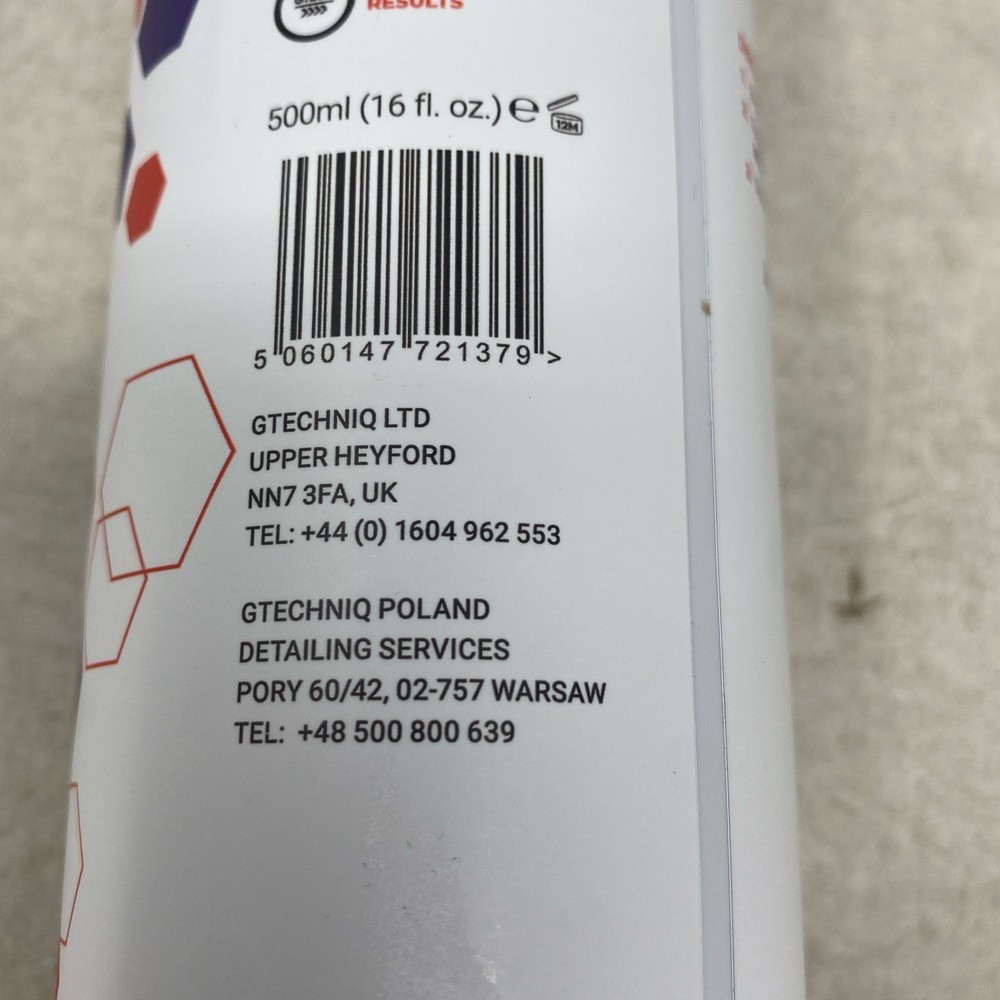 RESULTS
500ml (16 fl. oz.) ℮ 12M
5 060147 721379 >
GTECHNIQ LTD
UPPER HEYFORD
NN7 3FA, UK
TEL: +44 (0) 1604 962 553
GTECHNIQ POLAND
DETAILING SERVICES
PORY 60/42, 02-757 WARSAW
TEL: +48 500 800 639